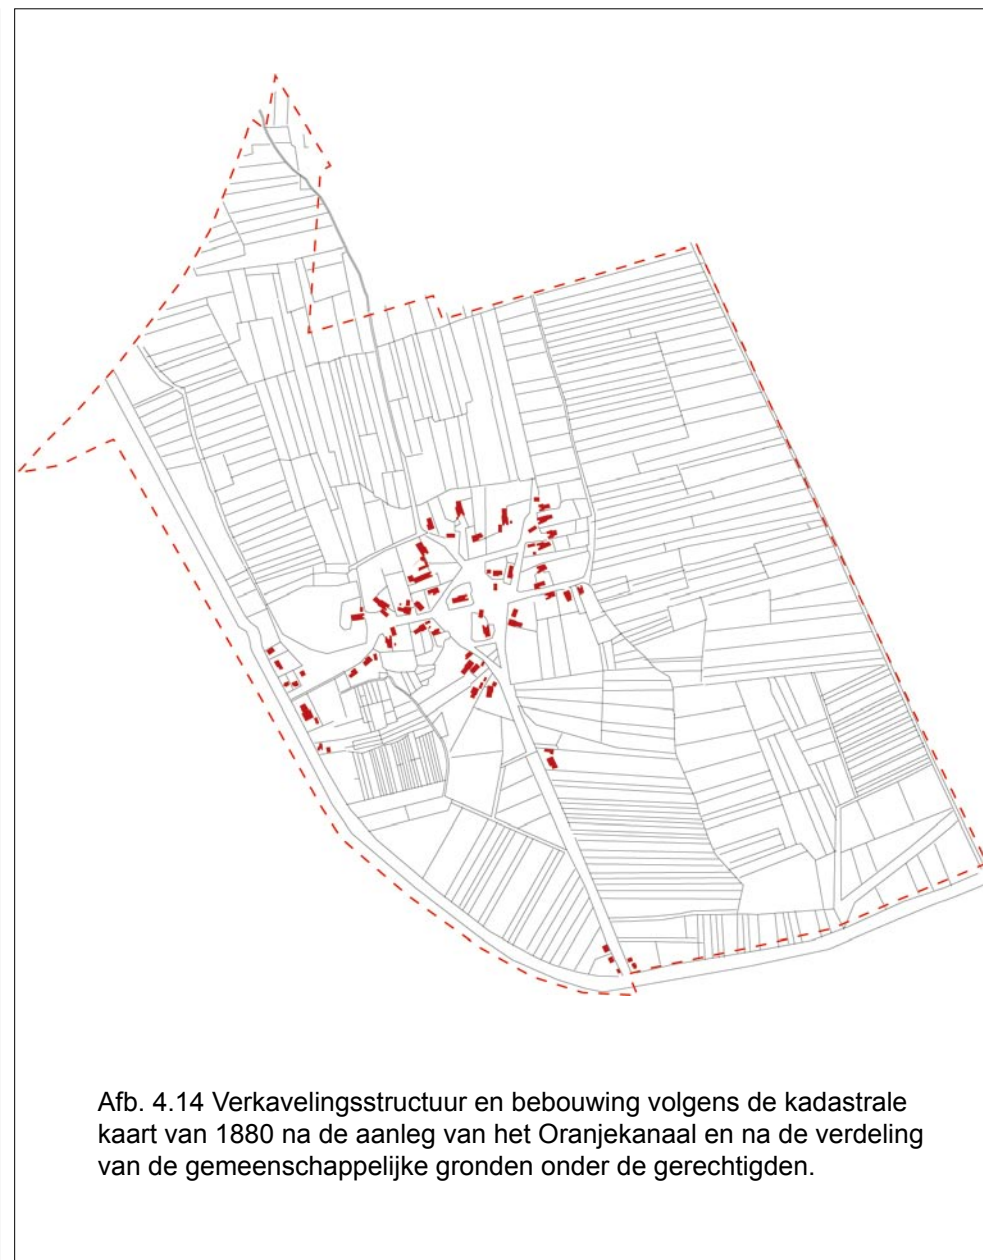 Afb. 4.14 Verkavelingsstructuur en bebouwing volgens de kadastrale
kaart van 1880 na de aanleg van het Oranjekanaal en na de verdeling
van de gemeenschappelijke gronden onder de gerechtigden.